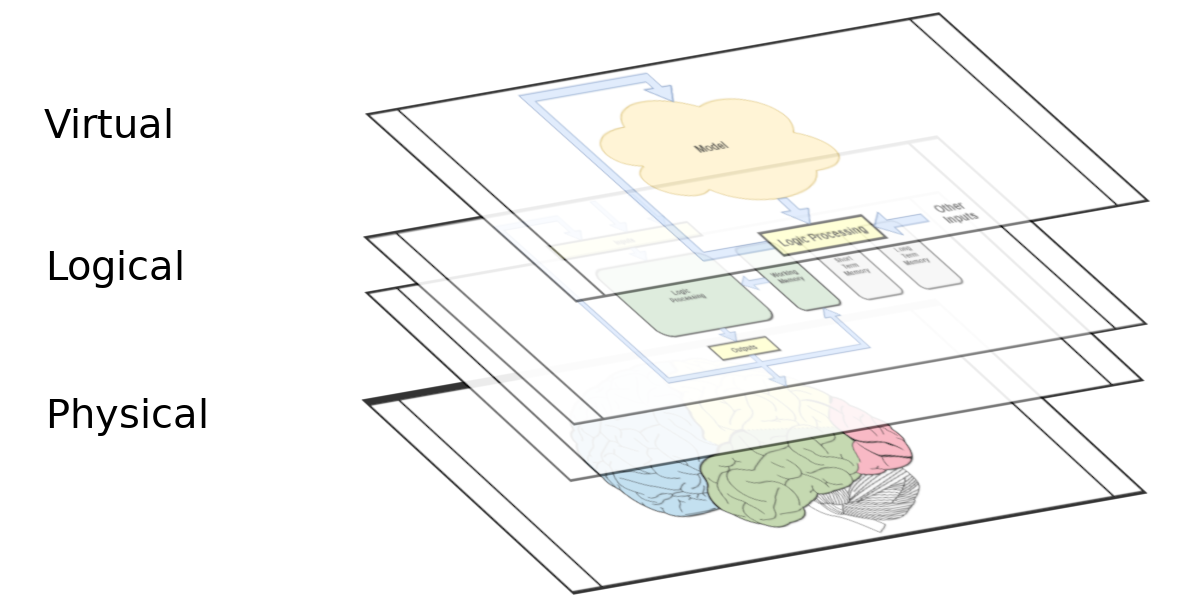 Virtual
Model
Other
Inputs
Logic Processing
Logical
Inputs
Logic
Processing
Working
Memory
Short
Term
Memory
Long
Term
Memory
Outputs
Physical